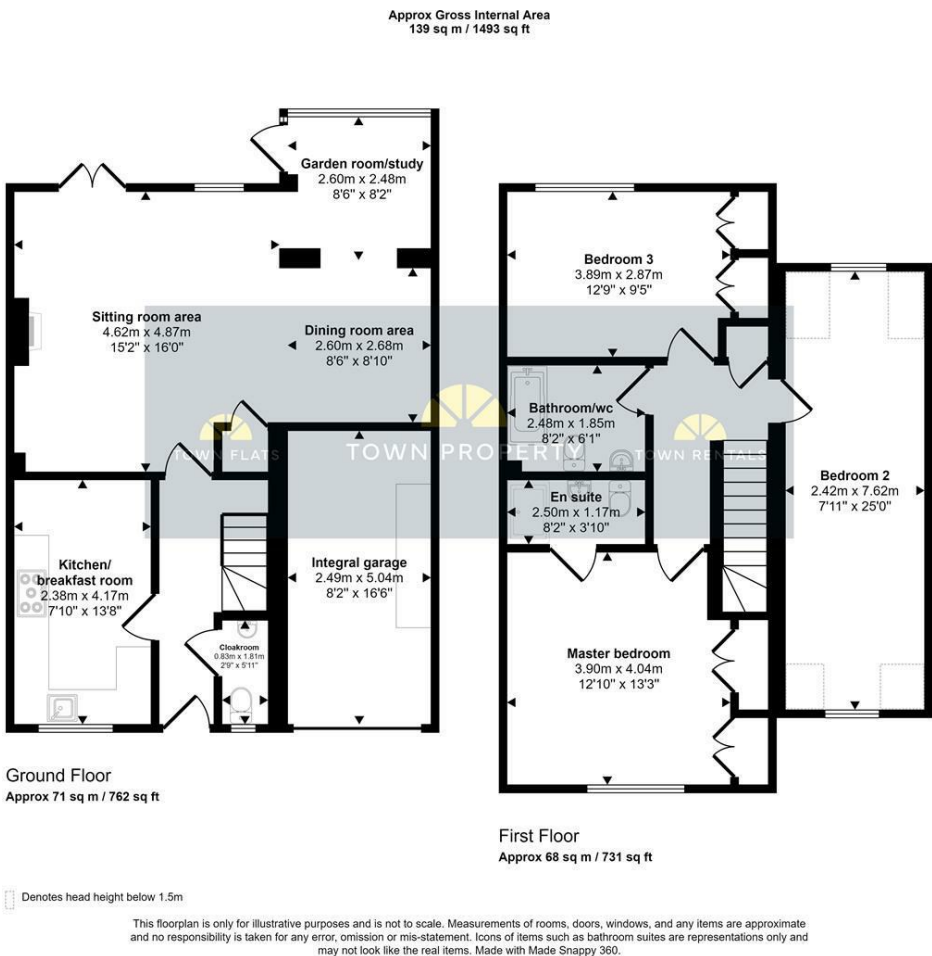 Approx Gross Internal Area
139 sq m / 1493 sq ft
Garden room/study
2.60m x 2.48m
8'6" x 8'2"
Sitting room area
4.62m x 4.87m
15'2" x 16'0"
Dining room area
2.60m x 2.68m
8'6" x 8'10"
Kitchen/
breakfast room
2.38m x 4.17m
7'10" x 13'8"
Integral garage
2.49m x 5.04m
8'2" x 16'6"
Cloakroom
0.83m x 1.81m
2'9" x 5'11"
Ground Floor
Approx 71 sq m / 762 sq ft
Bedroom 3
3.89m x 2.87m
12'9" x 9'5"
Bathroom/wc
2.48m x 1.85m
8'2" x 6'1"
En suite
2.50m x 1.17m
8'2" x 3'10"
Bedroom 2
2.42m x 7.62m
7'11" x 25'0"
Master bedroom
3.90m x 4.04m
12'10" x 13'3"
First Floor
Approx 68 sq m / 731 sq ft
TOWN FLATS
TOWN PROPERTY
TOWN RENTALS
Denotes head height below 1.5m
This floorplan is only for illustrative purposes and is not to scale. Measurements of rooms, doors, windows, and any items are approximate
and no responsibility is taken for any error, omission or mis-statement. Icons of items such as bathroom suites are representations only and
may not look like the real items. Made with Made Snappy 360.